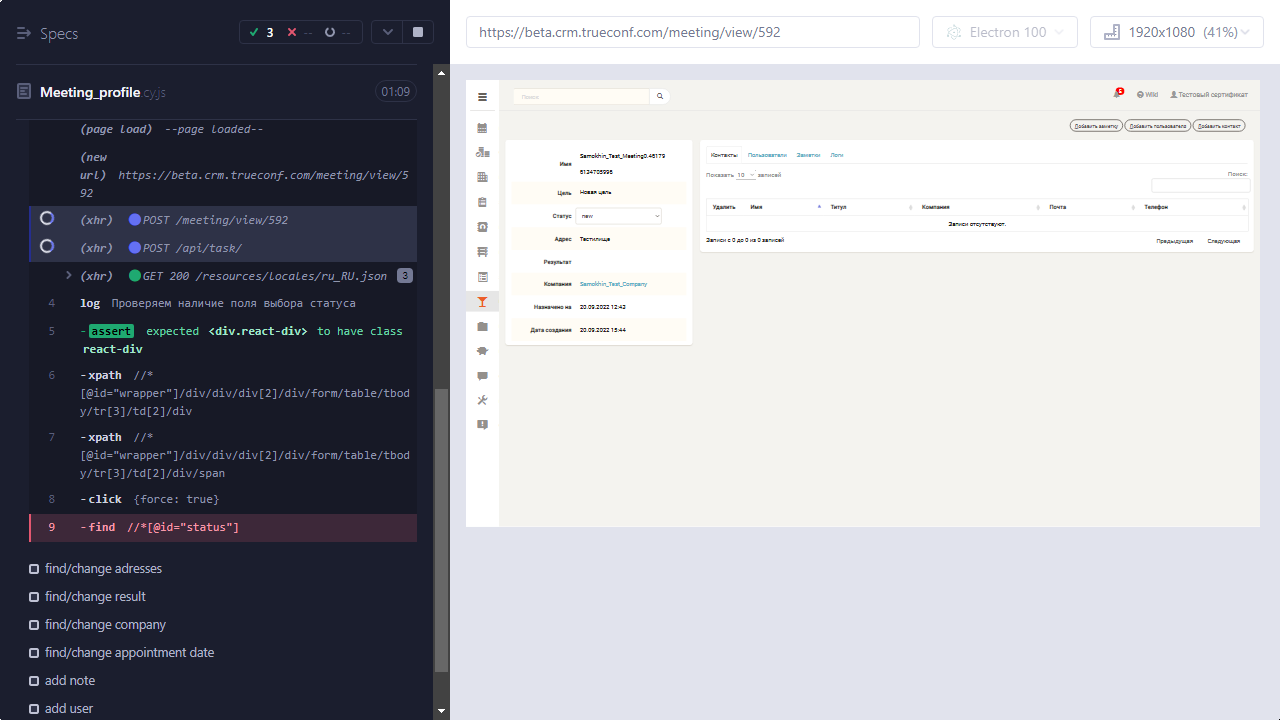 Specs
3
--
--
Meeting_profile.cy.js
01:09
(page load) --page loaded--
(new
url) https://beta.crm.trueconf.com/meeting/view/5
92
(xhr) POST /meeting/view/592
(xhr) POST /api/task/
(xhr) GET 200 /resources/locales/ru_RU.json 3
4 log Проверяем наличие поля выбора статуса
5 -assert expected <div.react-div> to have class
react-div
6 -xpath //*
[@id="wrapper"]/div/div/div[2]/div/form/table/tbod
y/tr[3]/td[2]/div
7 -xpath //*
[@id="wrapper"]/div/div/div[2]/div/form/table/tbod
y/tr[3]/td[2]/div/span
8 -click {force: true}
9 -find //*[@id="status"]
find/change adresses
find/change result
find/change company
find/change appointment date
add note
add user
https://beta.crm.trueconf.com/meeting/view/592
Electron 100
1920x1080 (41%)
Поиск
Wiki
Тестовый сертификат
Добавить заметку
Добавить пользователя
Добавить контакт
Имя Samokhin_Test_Meeting0.46179
6134705996
Цель Новая цель
Статус new
Адрес Тестилище
Результат
Компания Samokhin_Test_Company
Назначено на 20.09.2022 12:43
Дата создания 20.09.2022 15:44
Контакты Пользователи Заметки Логи
Показать 10 записей
Поиск:
Удалить Имя Титул Компания Почта Телефон
Записи отсутствуют.
Записи с 0 до 0 из 0 записей
Предыдущая Следующая